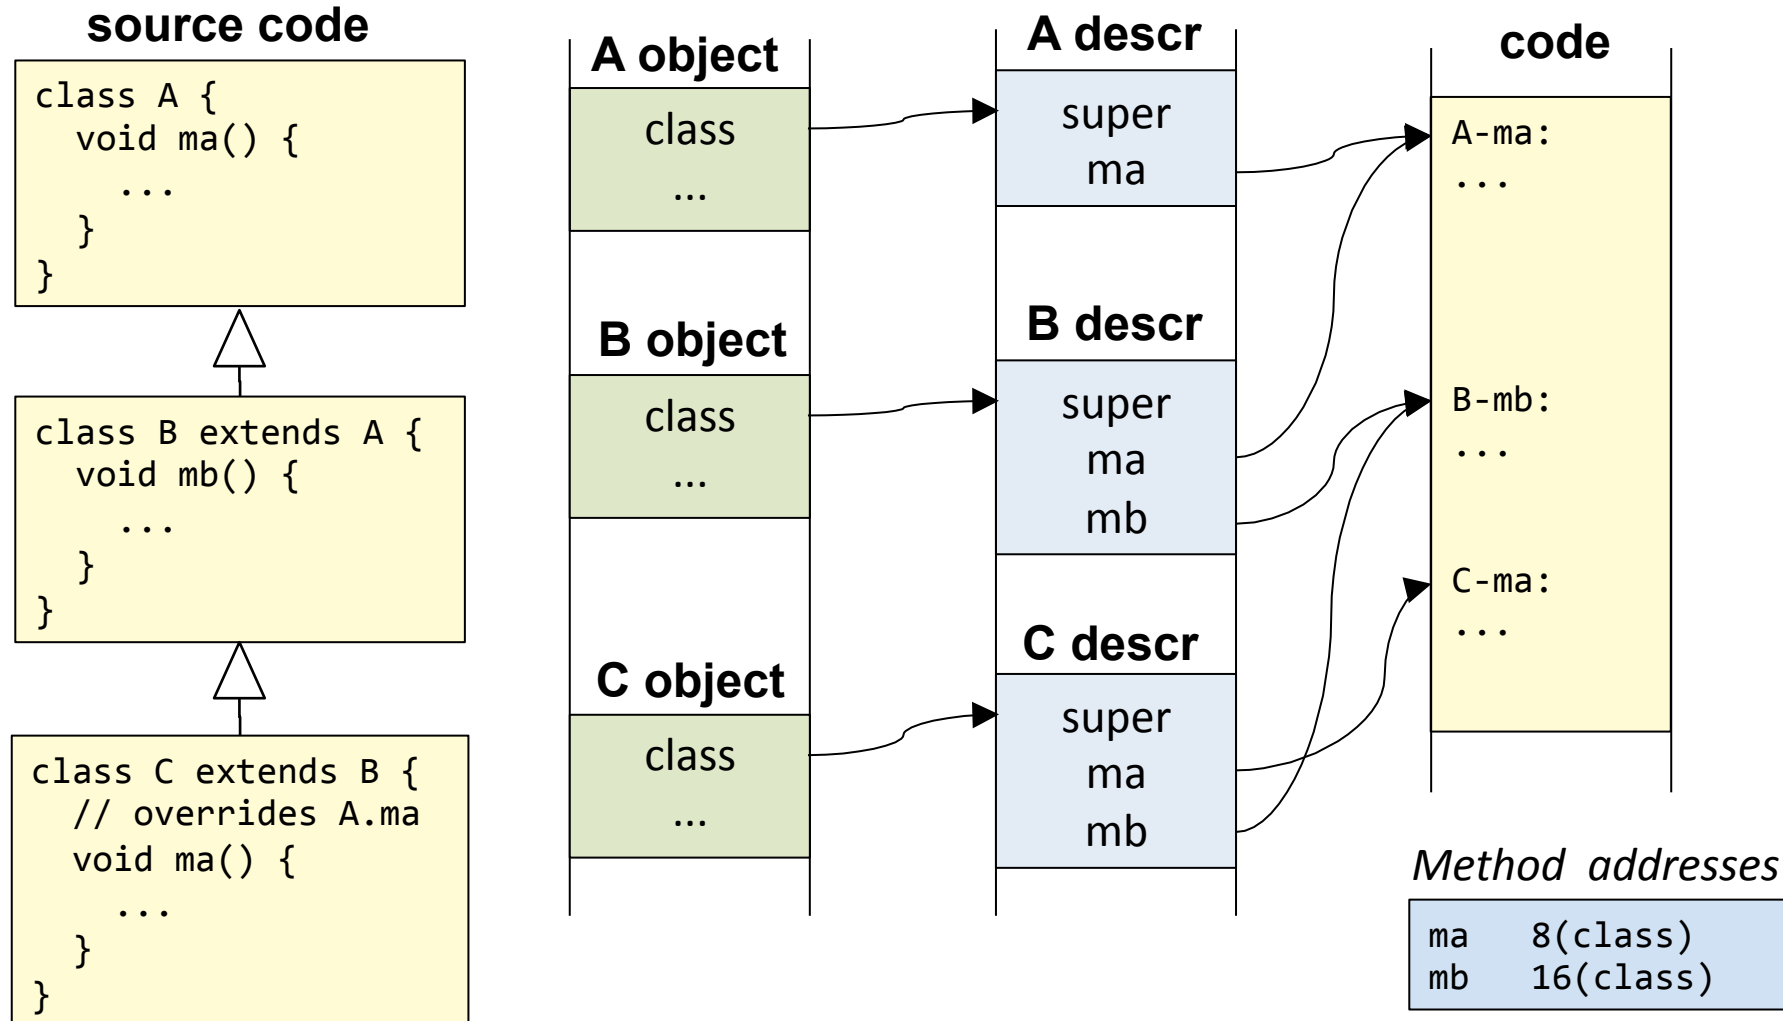 source code
class A {
void ma() {
...
}
}
class B extends A {
void mb() {
...
}
}
class C extends B {
// overrides A.ma
void ma() {
...
}
}
A object
class
...
B object
class
...
C object
class
...
A descr
super
ma
B descr
super
ma
mb
C descr
super
ma
mb
code
A-ma:
...
B-mb:
...
C-ma:
...
Method addresses
ma 8(class)
mb 16(class)